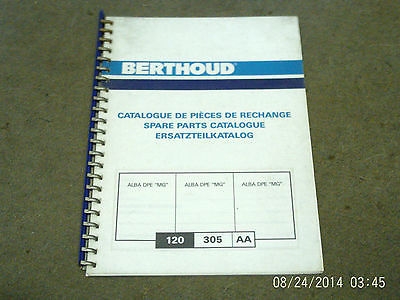 BERTHOUD
CATALOGUE DE PIÈCES DE RECHANGE
SPARE PARTS CATALOGUE
ERSATZTEILKATALOG
ALBA DPE "MG" ALBA DPE "MG" ALBA DPE "MG"
120 305 AA
08/24/2014 03:45